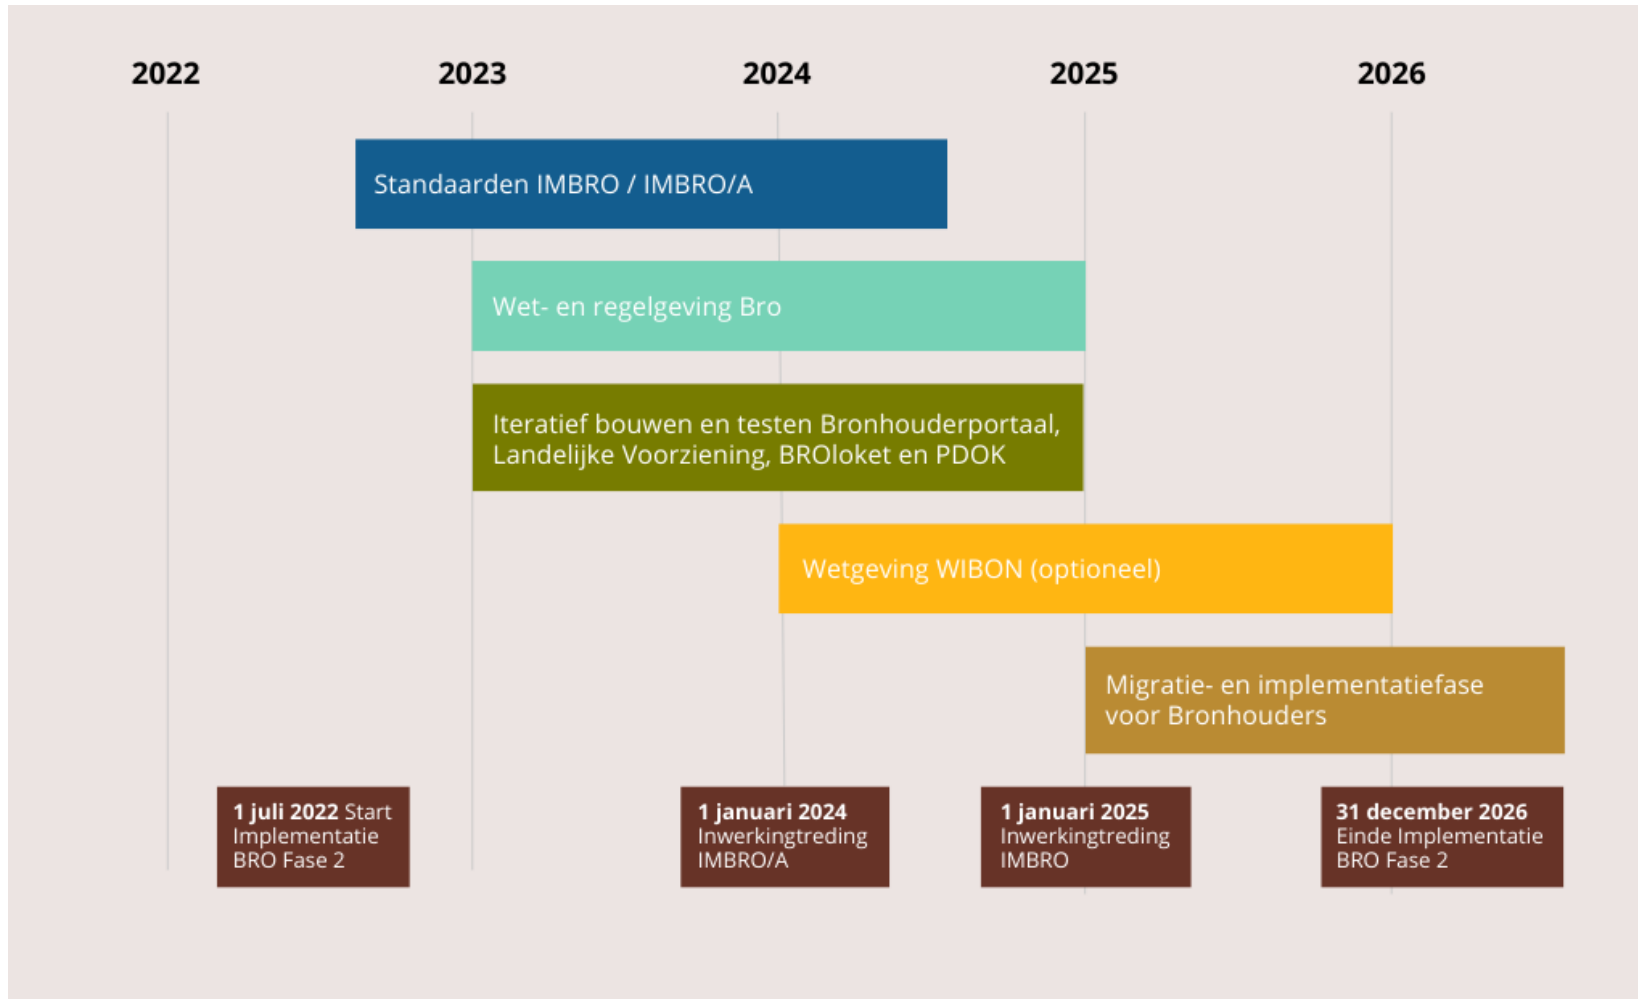 2022 2023 2024 2025 2026
Standaarden IMBRO / IMBRO/A
Wet- en regelgeving Bro
Iteratief bouwen en testen Bronhouderportaal,
Landelijke Voorziening, BROloket en PDOK
Wetgeving WIBON (optioneel)
Migratie- en implementatiefase
voor Bronhouders
1 juli 2022 Start
Implementatie
BRO Fase 2
1 januari 2024
Inwerkingtreding
IMBRO/A
1 januari 2025
Inwerkingtreding
IMBRO
31 december 2026
Einde Implementatie
BRO Fase 2